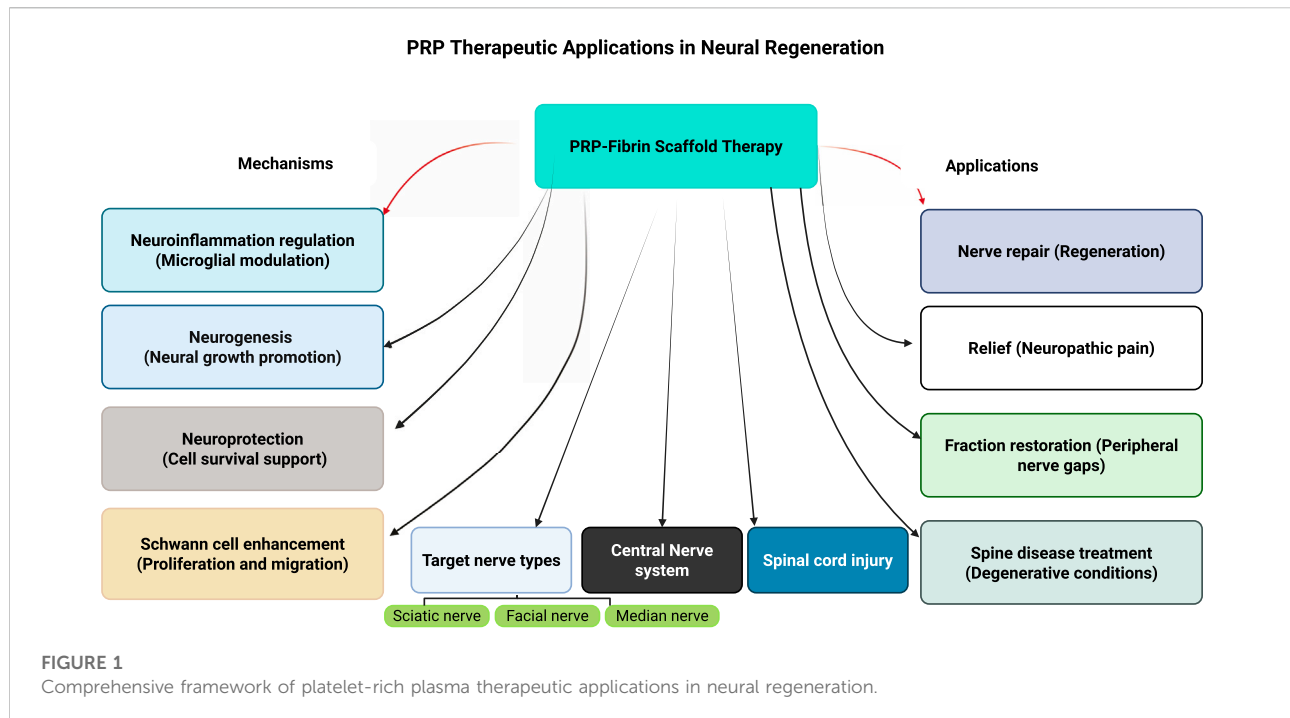 PRP Therapeutic Applications in Neural Regeneration
PRP-Fibrin Scaffold Therapy
Mechanisms
Neuroinflammation regulation
(Microglial modulation)
Neurogenesis
(Neural growth promotion)
Neuroprotection
(Cell survival support)
Schwann cell enhancement
(Proliferation and migration)
Target nerve types
Sciatic nerve
Facial nerve
Median nerve
Central Nerve
system
Spinal cord injury
Applications
Nerve repair (Regeneration)
Relief (Neuropathic pain)
Fraction restoration (Peripheral
nerve gaps)
Spine disease treatment
(Degenerative conditions)
FIGURE 1
Comprehensive framework of platelet-rich plasma therapeutic applications in neural regeneration.